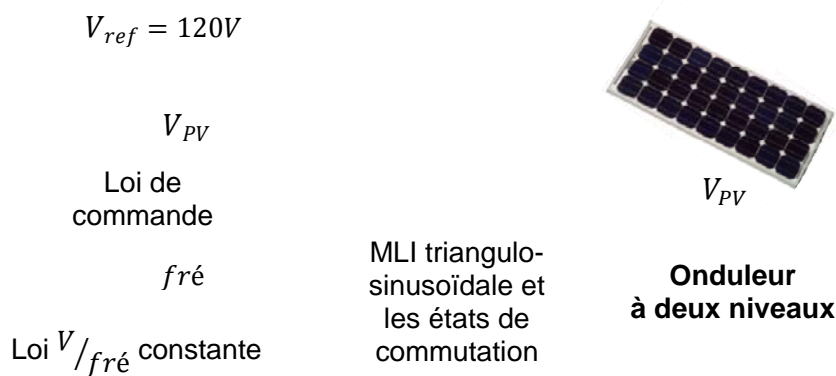 V_ref = 120V
V_PV
Loi de
commande
fré
Loi V/fré constante
MLI triangulo-
sinusoïdale et
les états de
commutation
V_PV
Onduleur
à deux niveaux